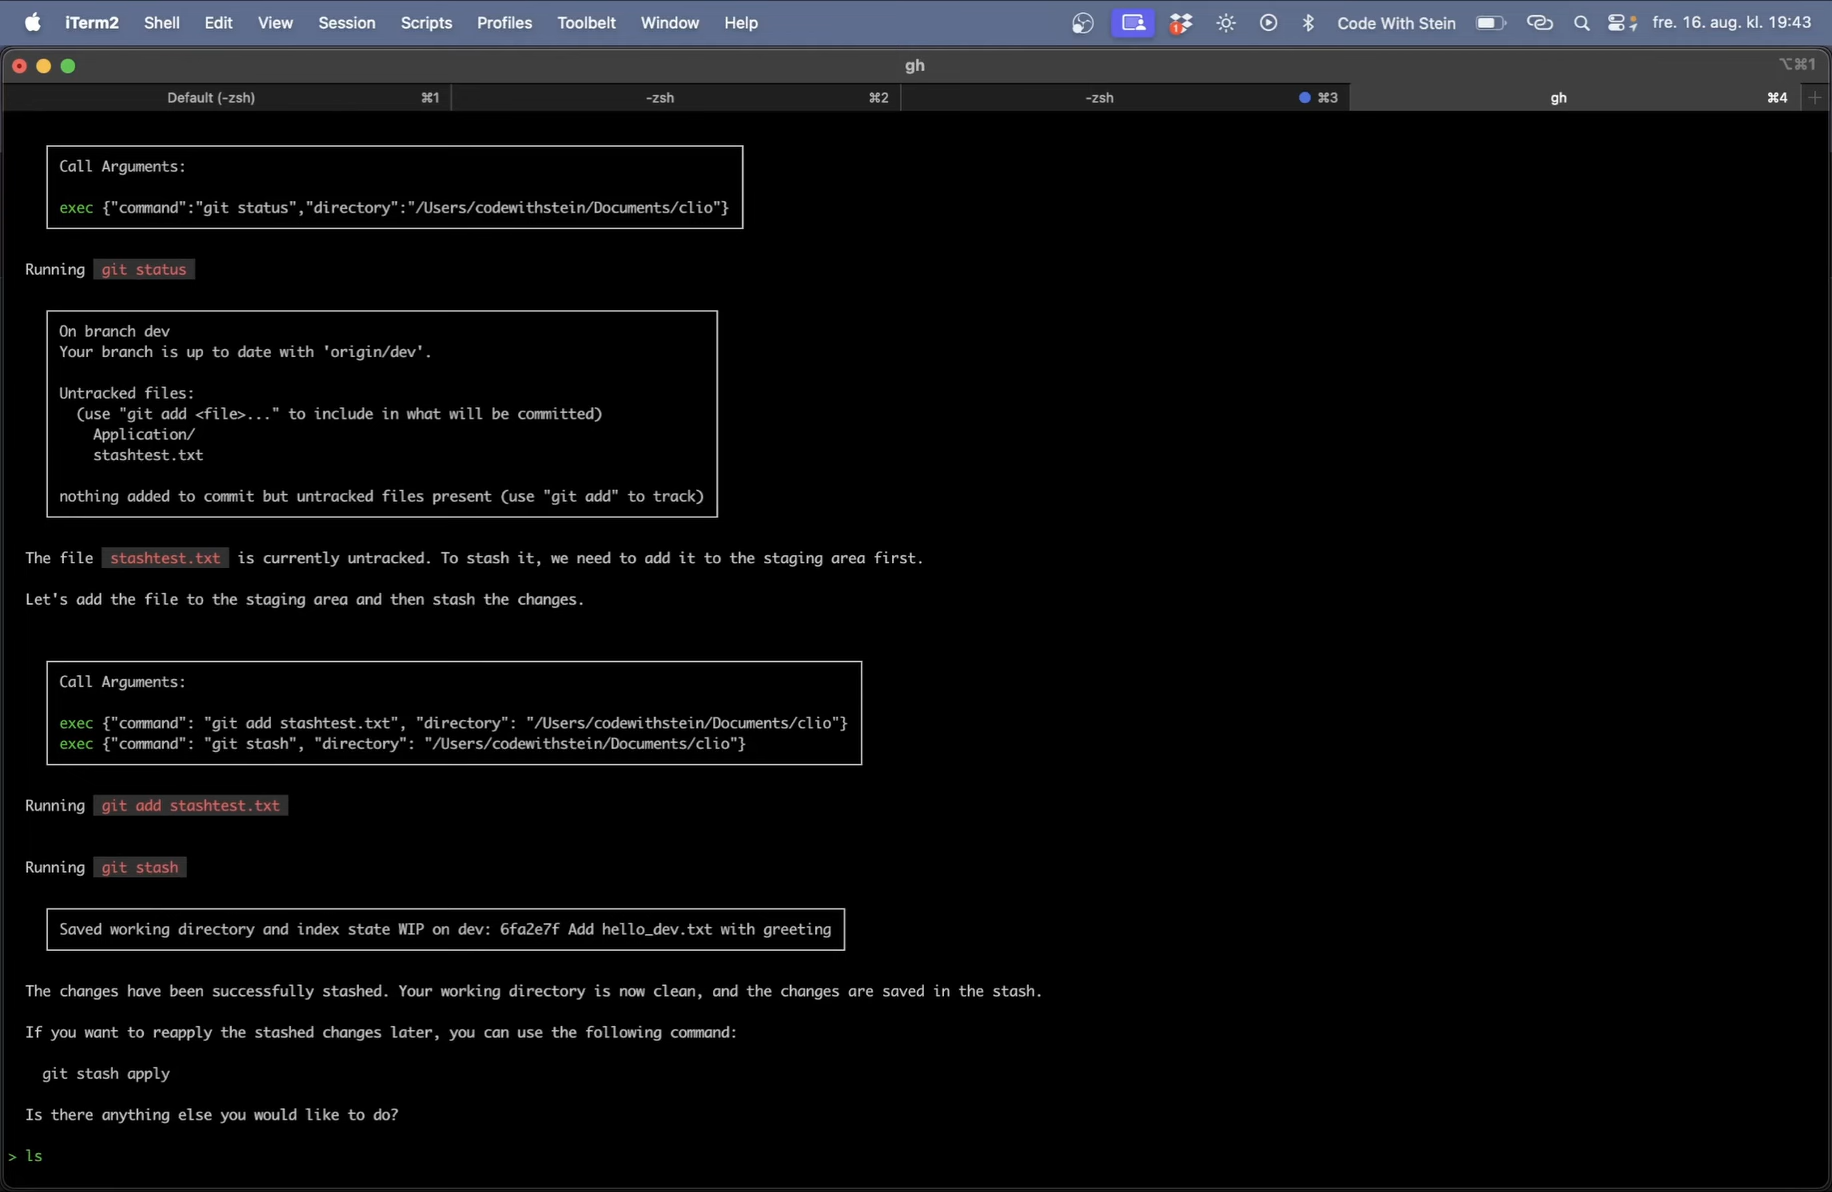 iTerm2 Shell Edit View Session Scripts Profiles Toolbelt Window Help 1 Code With Stein fre. 16. aug. kl. 19:43
gh ⌥⌘1
Default (-zsh) ⌘1 -zsh ⌘2 -zsh ⌘3 gh ⌘4 +
Call Arguments:
exec {"command":"git status","directory":"/Users/codewithstein/Documents/clio"}
Running git status
On branch dev
Your branch is up to date with 'origin/dev'.
Untracked files:
(use "git add <file>..." to include in what will be committed)
Application/
stashtest.txt
nothing added to commit but untracked files present (use "git add" to track)
The file stashtest.txt is currently untracked. To stash it, we need to add it to the staging area first.
Let's add the file to the staging area and then stash the changes.
Call Arguments:
exec {"command": "git add stashtest.txt", "directory": "/Users/codewithstein/Documents/clio"}
exec {"command": "git stash", "directory": "/Users/codewithstein/Documents/clio"}
Running git add stashtest.txt
Running git stash
Saved working directory and index state WIP on dev: 6fa2e7f Add hello_dev.txt with greeting
The changes have been successfully stashed. Your working directory is now clean, and the changes are saved in the stash.
If you want to reapply the stashed changes later, you can use the following command:
git stash apply
Is there anything else you would like to do?
> ls